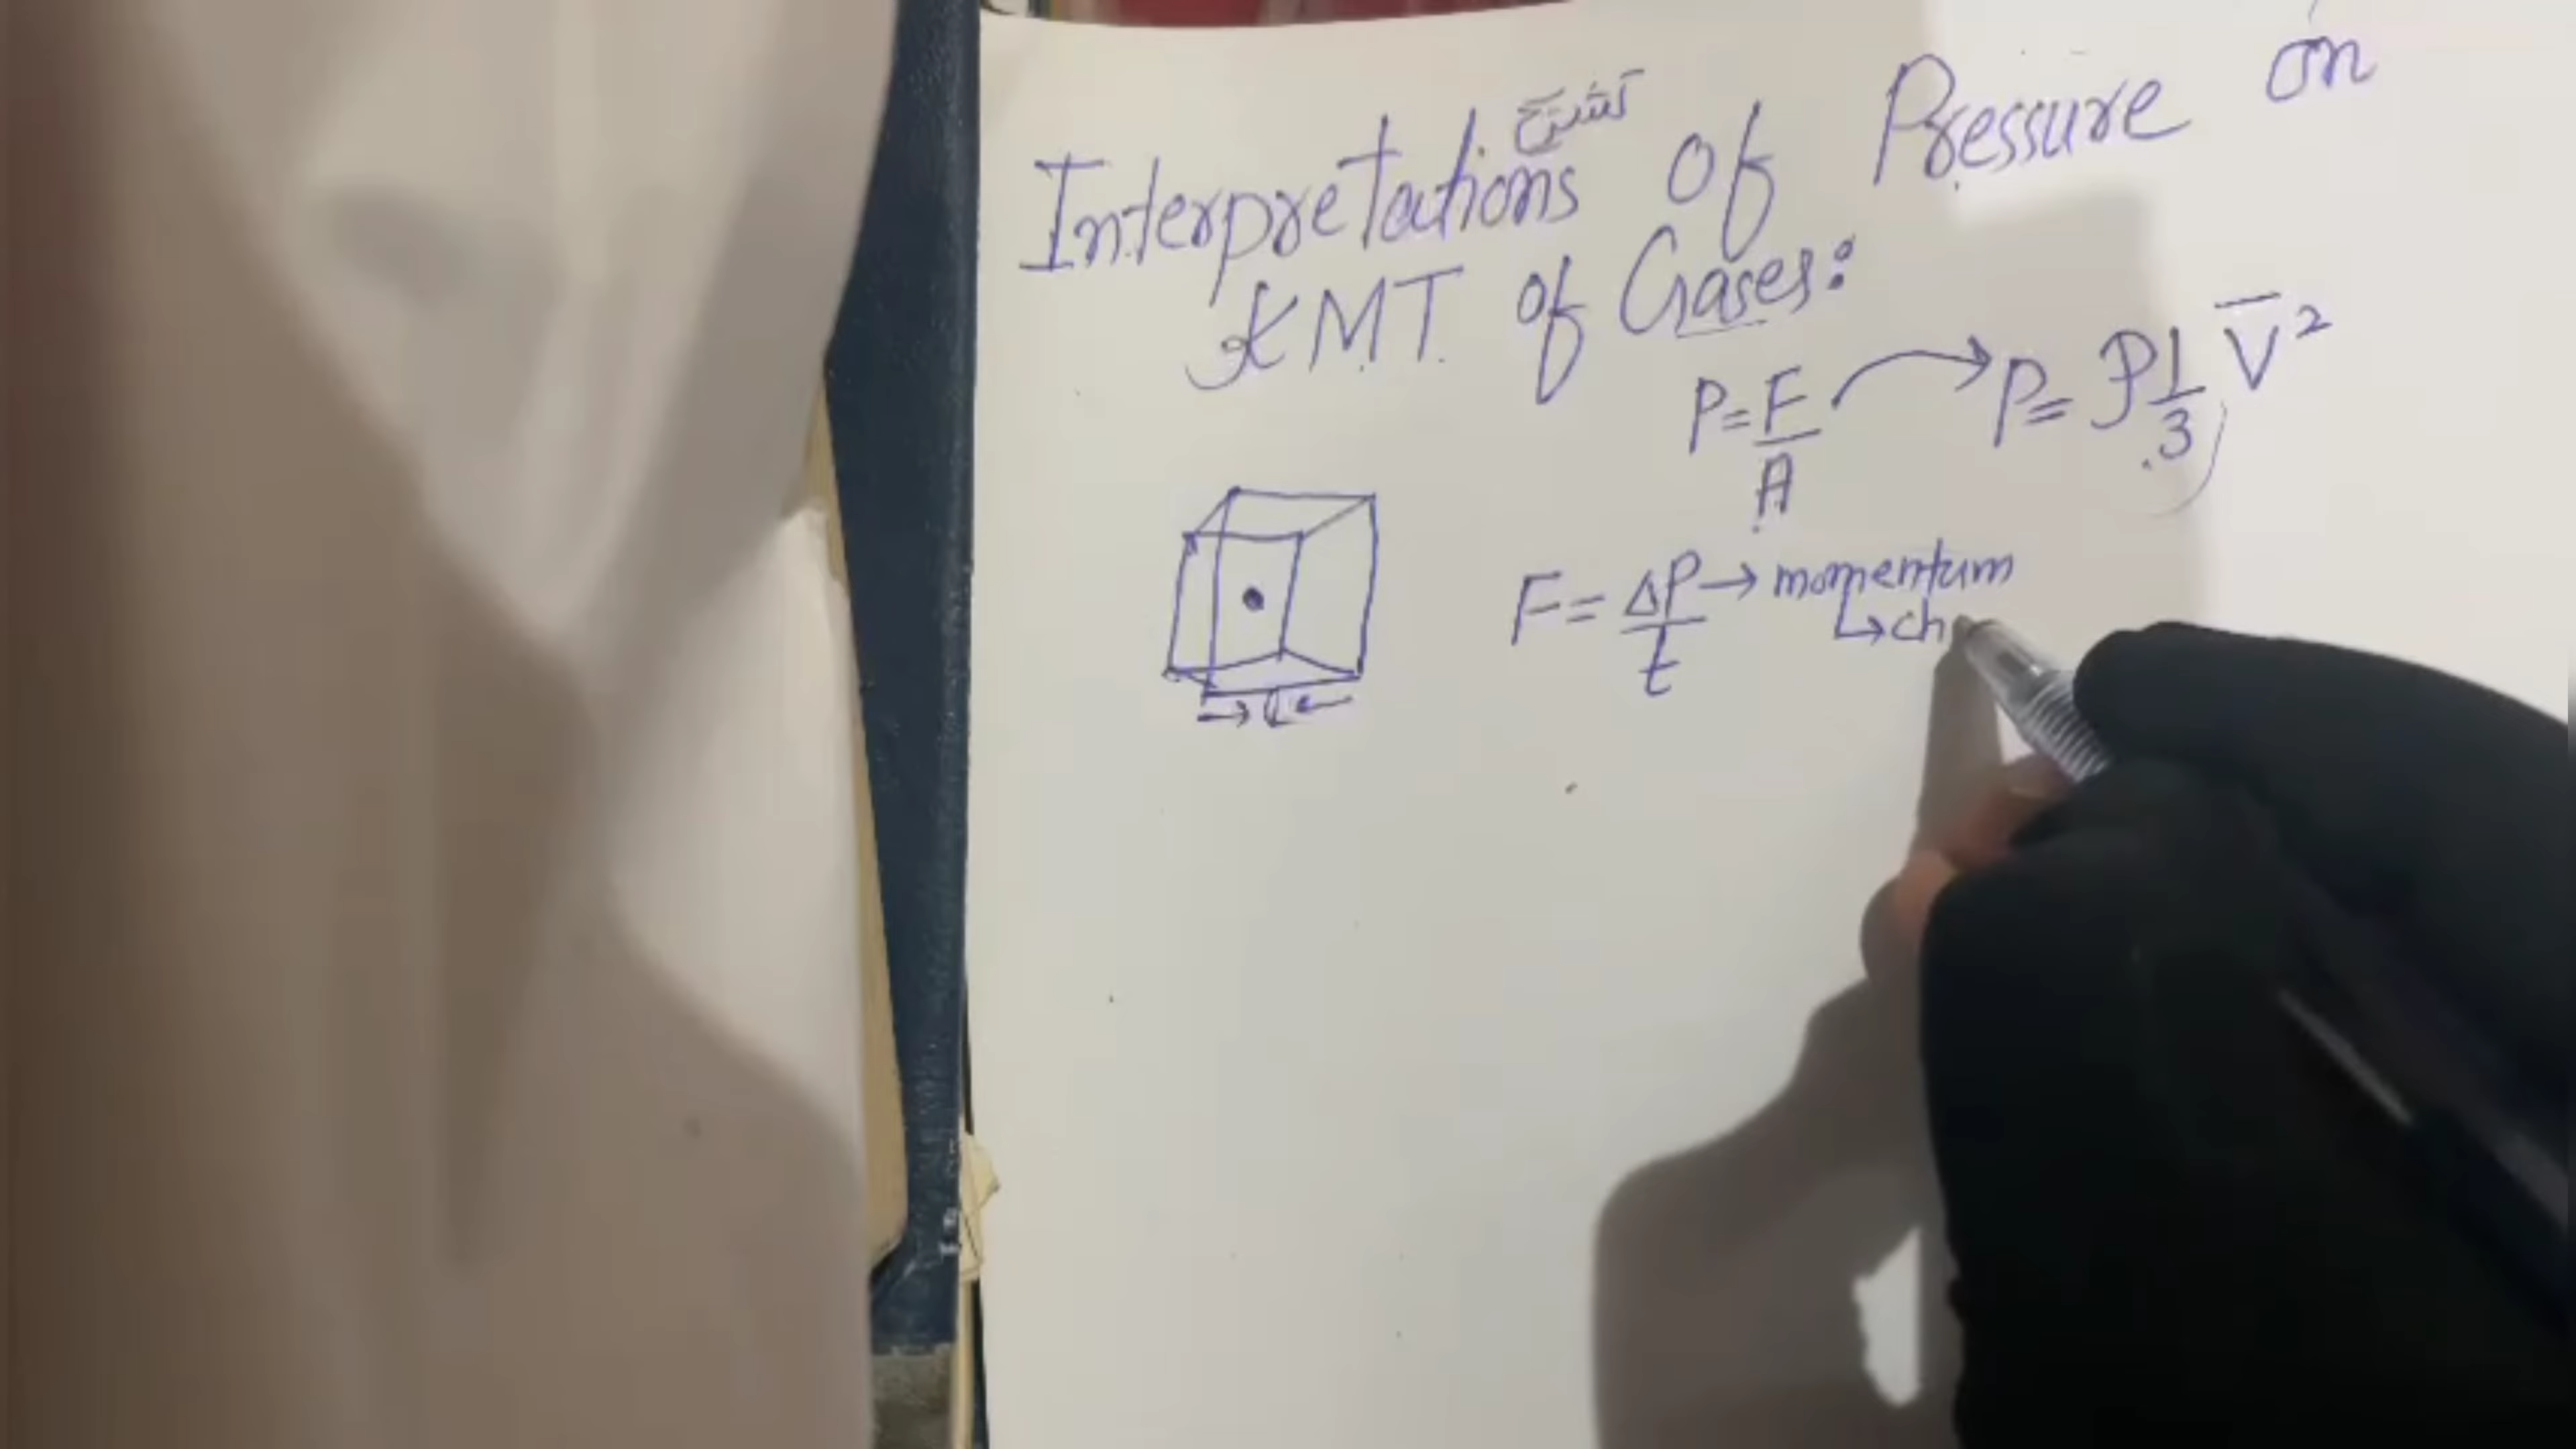 تشریح
Interpretations of Pressure on
KMT of Gases:
P=F/A → P= ρ1/3 V̅²
F= ΔP/t → momentum
↳ ch
→ l ←